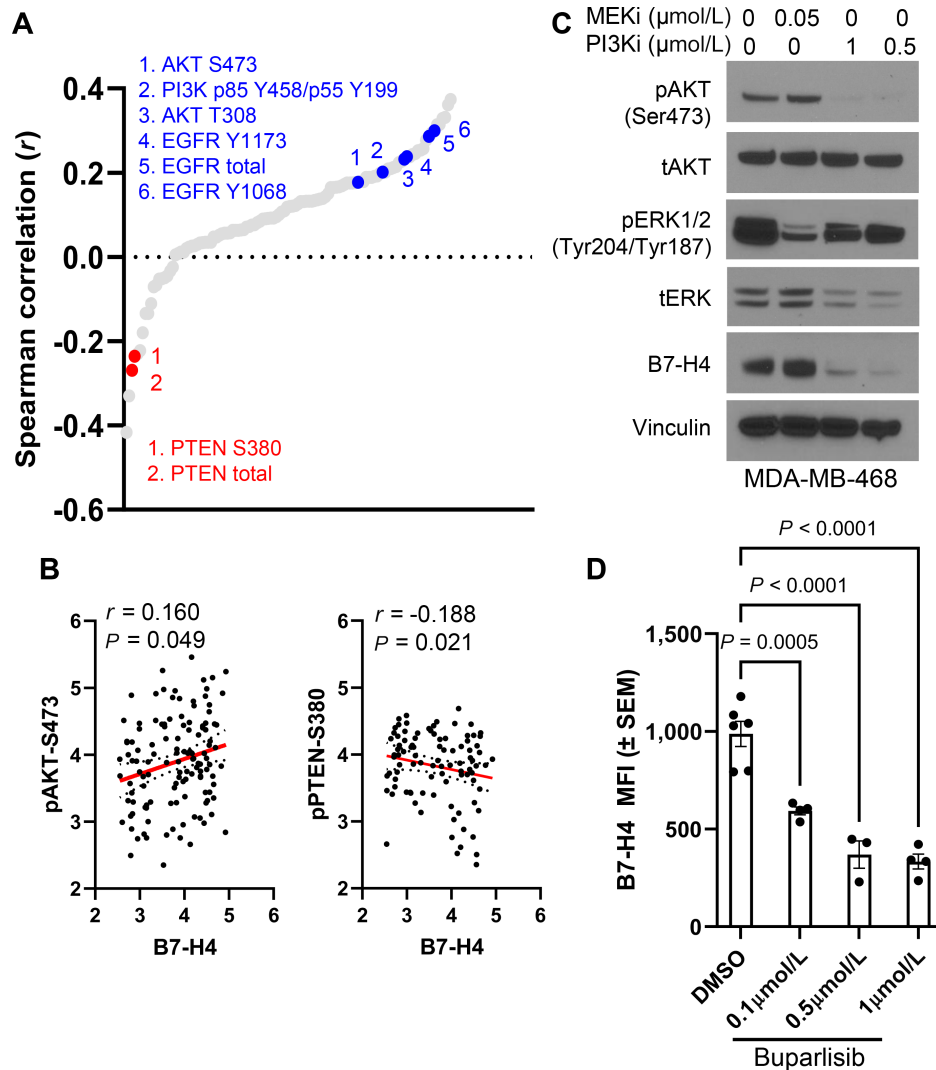 A
1. AKT S473
2. PI3K p85 Y458/p55 Y199
3. AKT T308
4. EGFR Y1173
5. EGFR total
6. EGFR Y1068
Spearman correlation (r)
0.4
0.2
0.0
-0.2
-0.4
-0.6
1 2 3 4 5 6
1
2
1. PTEN S380
2. PTEN total
B
r = 0.160
P = 0.049
pAKT-S473
6
5
4
3
2
2 3 4 5 6
B7-H4
r = -0.188
P = 0.021
pPTEN-S380
6
5
4
3
2
2 3 4 5 6
B7-H4
C
MEKi (µmol/L) 0 0.05 0 0
PI3Ki (µmol/L) 0 0 1 0.5
pAKT
(Ser473)
tAKT
pERK1/2
(Tyr204/Tyr187)
tERK
B7-H4
Vinculin
MDA-MB-468
D
P < 0.0001
P < 0.0001
P = 0.0005
B7-H4 MFI (± SEM)
1,500
1,000
500
0
DMSO
0.1µmol/L
0.5µmol/L
1µmol/L
Buparlisib